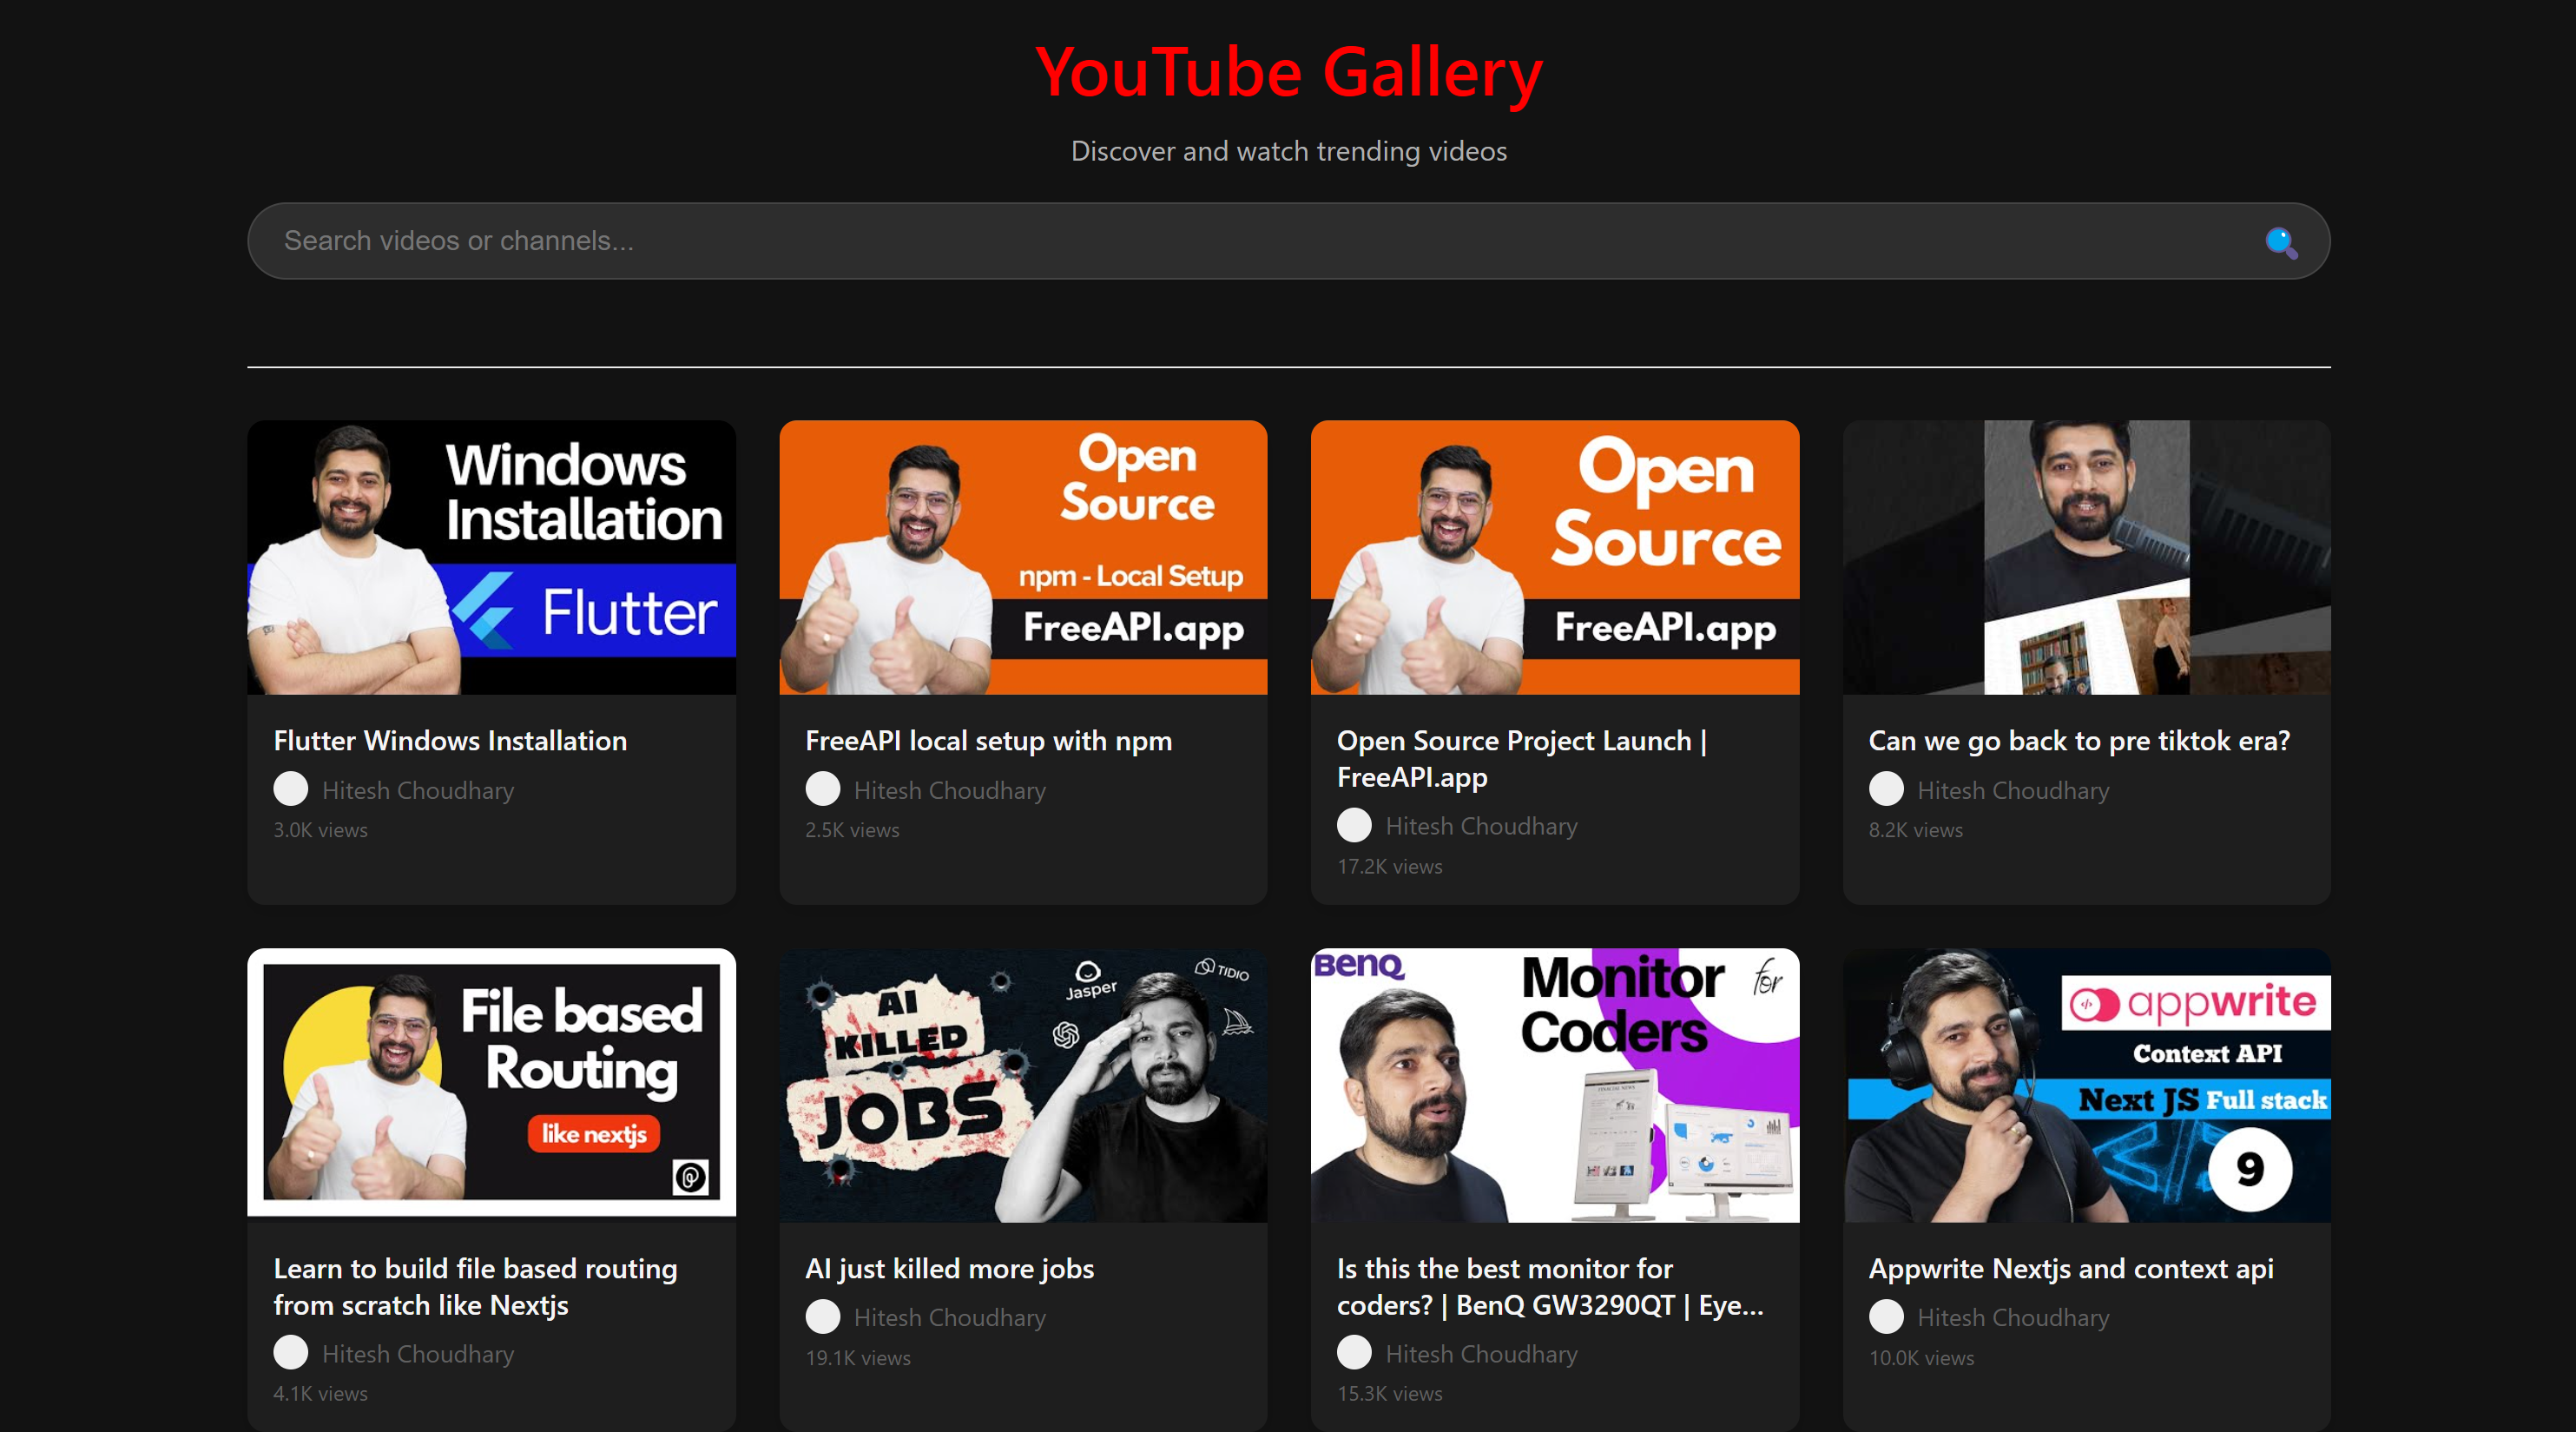 YouTube Gallery
Discover and watch trending videos
Search videos or channels...
Windows
Installation
Flutter
Flutter Windows Installation
Hitesh Choudhary
3.0K views
Open
Source
npm - Local Setup
FreeAPI.app
FreeAPI local setup with npm
Hitesh Choudhary
2.5K views
Open
Source
FreeAPI.app
Open Source Project Launch |
FreeAPI.app
Hitesh Choudhary
17.2K views
Can we go back to pre tiktok era?
Hitesh Choudhary
8.2K views
File based
Routing
like nextjs
Learn to build file based routing
from scratch like Nextjs
Hitesh Choudhary
4.1K views
Jasper
TIDIO
AI
KILLED
JOBS
AI just killed more jobs
Hitesh Choudhary
19.1K views
BenQ
Monitor for
Coders
Is this the best monitor for
coders? | BenQ GW3290QT | Eye...
Hitesh Choudhary
15.3K views
appwrite
Context API
Next JS Full stack
9
Appwrite Nextjs and context api
Hitesh Choudhary
10.0K views